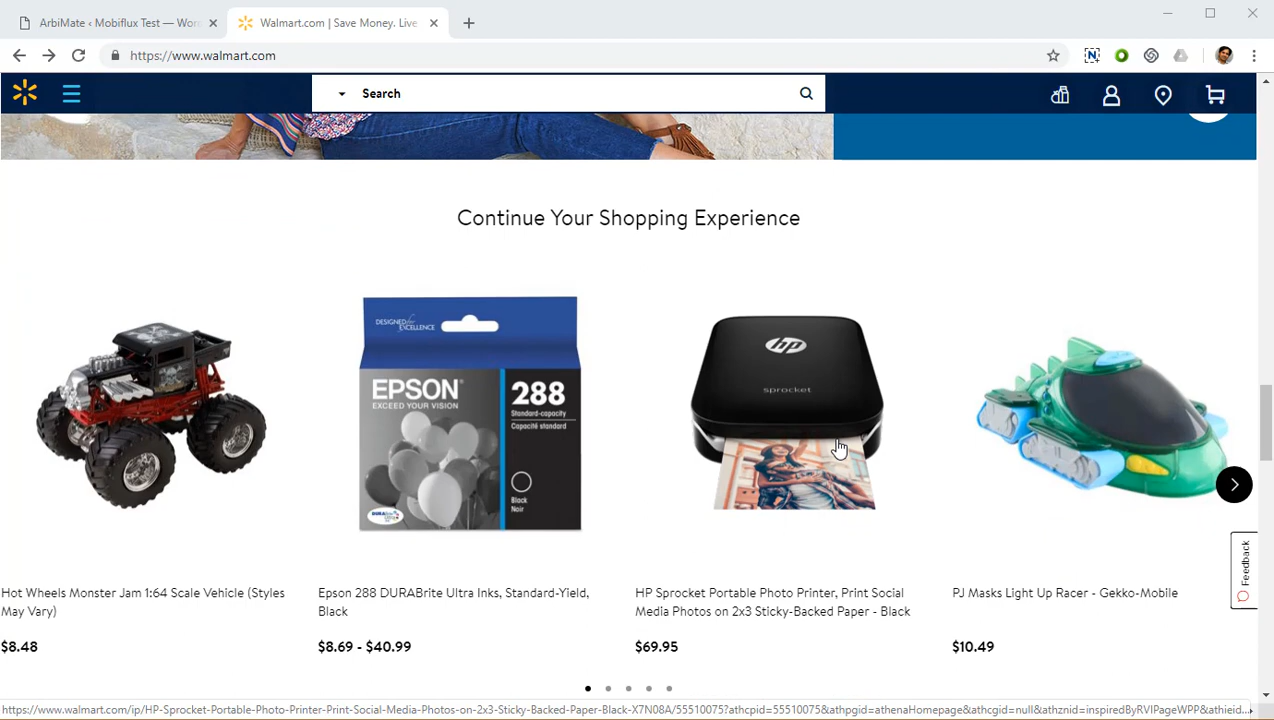 ArbiMate ‹ Mobiflux Test — Wor
Walmart.com | Save Money. Live
https://www.walmart.com
Search
Continue Your Shopping Experience
DESIGNED for EXCELLENCE
EPSON
EXCEED YOUR VISION
288
Standard-capacity
Capacité standard
Black
Noir
hp
sprocket
Feedback
Hot Wheels Monster Jam 1:64 Scale Vehicle (Styles
May Vary)
$8.48
Epson 288 DURABrite Ultra Inks, Standard-Yield,
Black
$8.69 - $40.99
HP Sprocket Portable Photo Printer, Print Social
Media Photos on 2x3 Sticky-Backed Paper - Black
$69.95
PJ Masks Light Up Racer - Gekko-Mobile
$10.49
https://www.walmart.com/ip/HP-Sprocket-Portable-Photo-Printer-Print-Social-Media-Photos-on-2x3-Sticky-Backed-Paper-Black-X7N08A/55510075?athcpid=55510075&athpgid=athenaHomepage&athcgid=null&athznid=inspiredByRVIPageWPP&athieid...